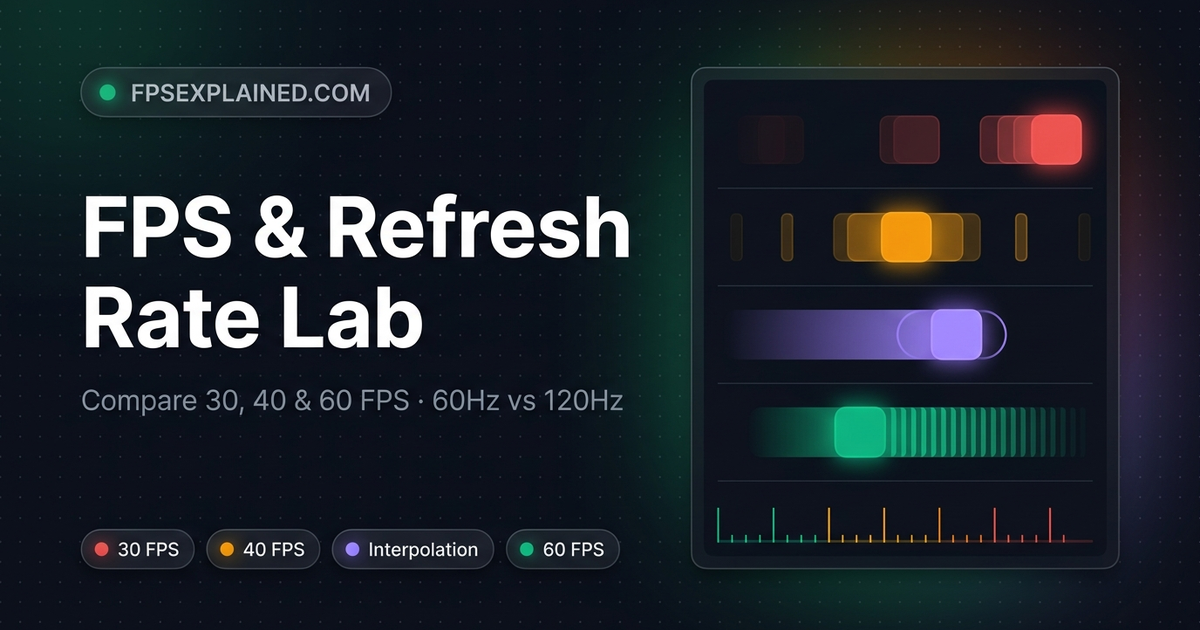 FPSEXPLAINED.COM
FPS & Refresh
Rate Lab
Compare 30, 40 & 60 FPS · 60Hz vs 120Hz
30 FPS
40 FPS
Interpolation
60 FPS